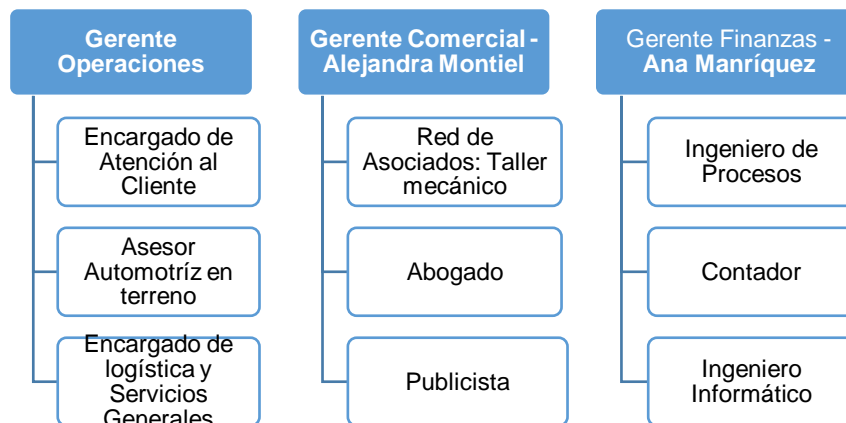 Gerente
Operaciones
Encargado de
Atención al
Cliente
Asesor
Automotríz en
terreno
Encargado de
logística y
Servicios
Generales
Gerente Comercial -
Alejandra Montiel
Red de
Asociados: Taller
mecánico
Abogado
Publicista
Gerente Finanzas -
Ana Manríquez
Ingeniero de
Procesos
Contador
Ingeniero
Informático